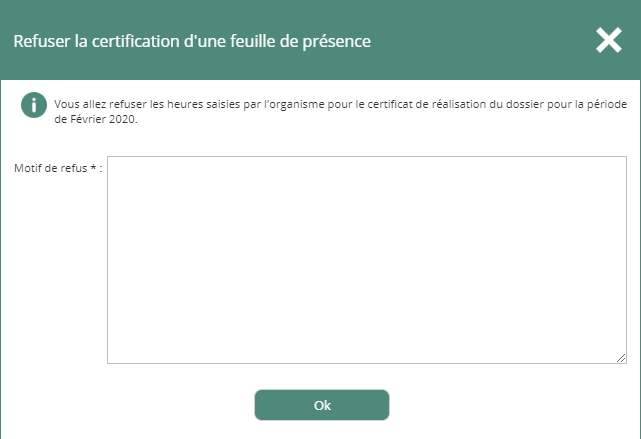 Refuser la certification d'une feuille de présence
Vous allez refuser les heures saisies par l'organisme pour le certificat de réalisation du dossier pour la période
de Février 2020.
Motif de refus * :
Ok